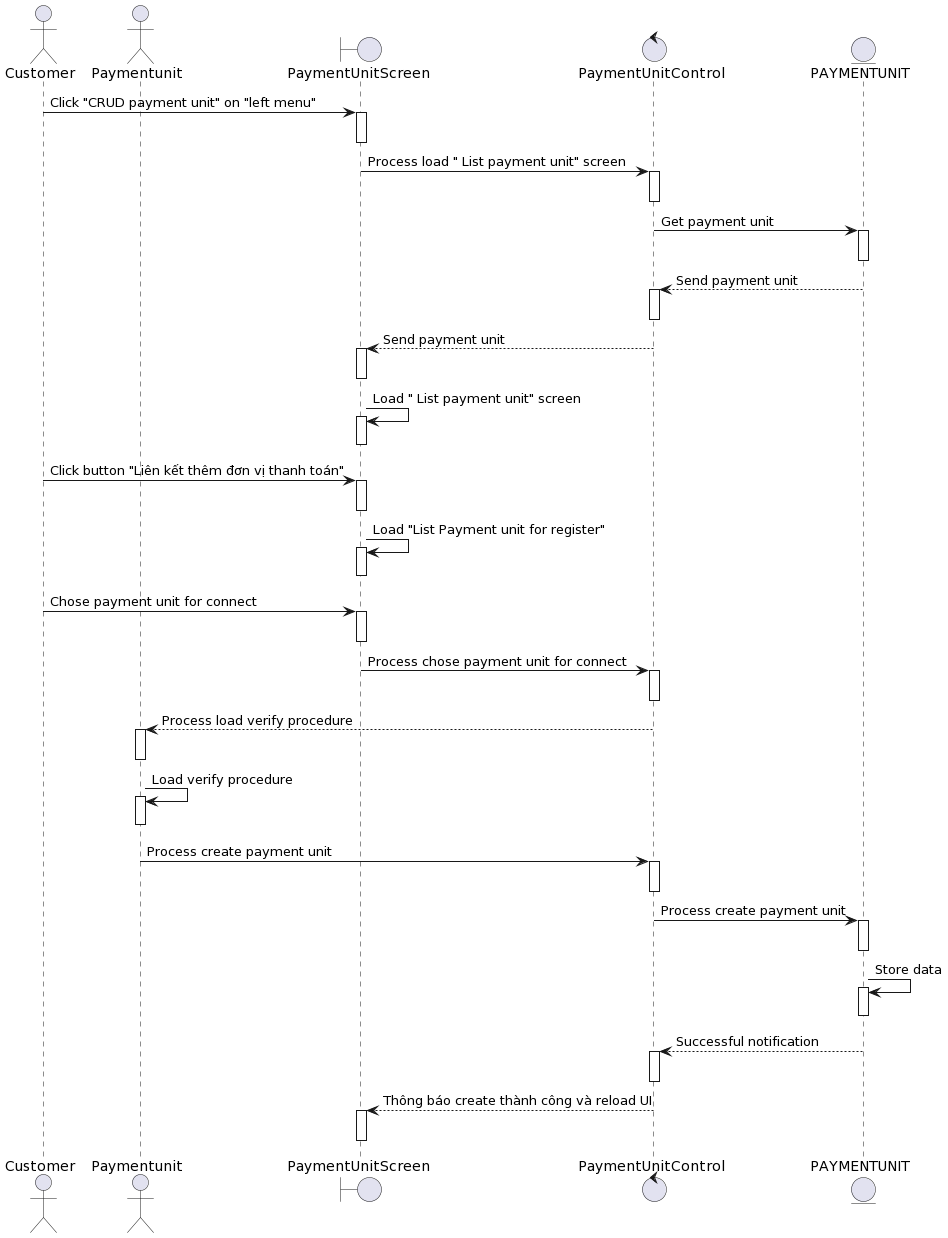 Customer Paymentunit PaymentUnitScreen PaymentUnitControl PAYMENTUNIT
Click "CRUD payment unit" on "left menu"
Process load " List payment unit" screen
Get payment unit
Send payment unit
Send payment unit
Load " List payment unit" screen
Click button "Liên kết thêm đơn vị thanh toán"
Load "List Payment unit for register"
Chose payment unit for connect
Process chose payment unit for connect
Process load verify procedure
Load verify procedure
Process create payment unit
Process create payment unit
Store data
Successful notification
Thông báo create thành công và reload UI
Customer Paymentunit PaymentUnitScreen PaymentUnitControl PAYMENTUNIT